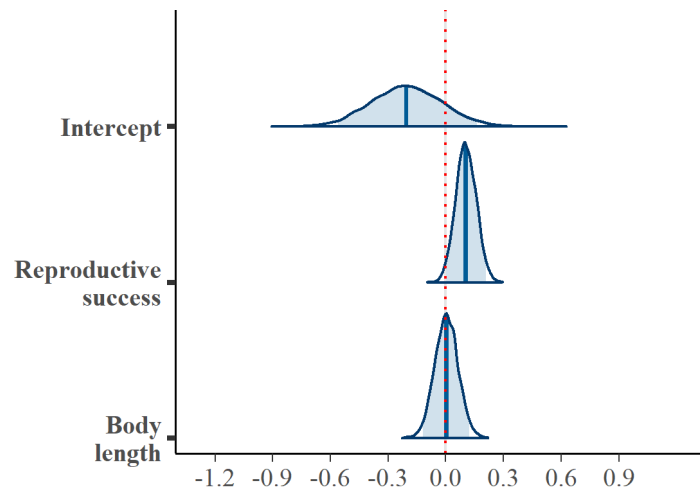 Intercept
Reproductive
success
Body
length
-1.2 -0.9 -0.6 -0.3 0.0 0.3 0.6 0.9